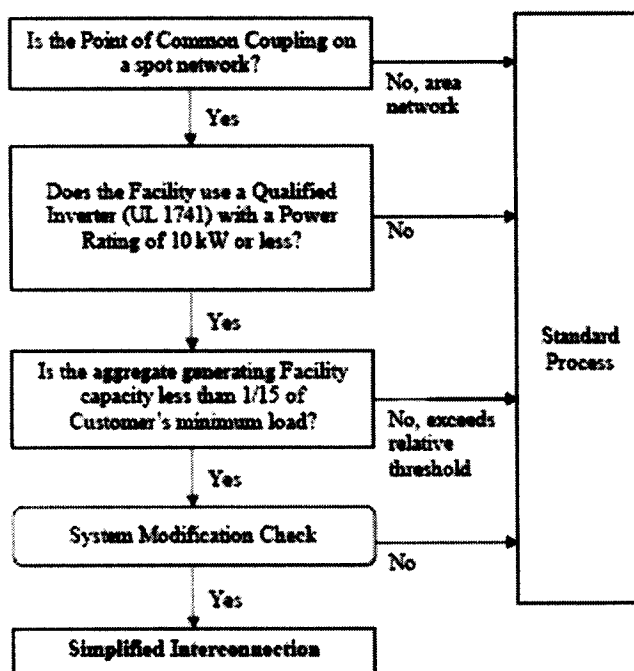 Is the Point of Common Coupling on
a spot network?
No, area
network
Yes
Does the Facility use a Qualified
Inverter (UL 1741) with a Power
Rating of 10 kW or less?
No
Yes
Standard
Process
Is the aggregate generating Facility
capacity less than 1/15 of
Customer's minimum load?
No, exceeds
relative
threshold
Yes
System Modification Check
No
Yes
Simplified Interconnection